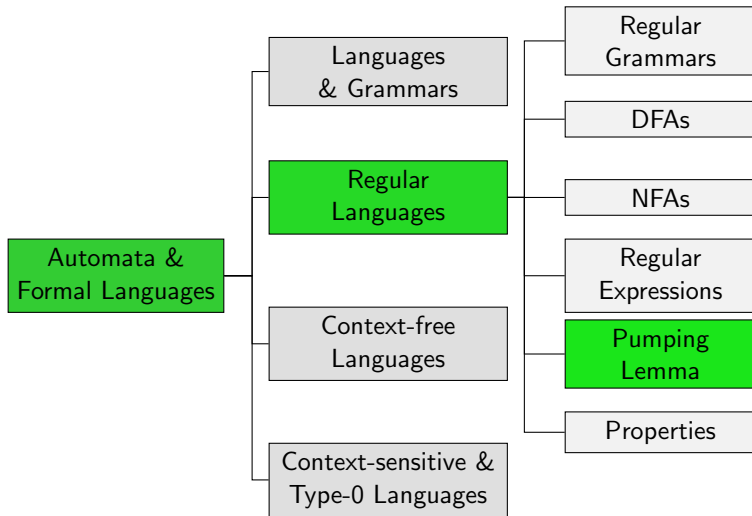 Automata &
Formal Languages
Languages
& Grammars
Regular
Languages
Context-free
Languages
Context-sensitive &
Type-0 Languages
Regular
Grammars
DFAs
NFAs
Regular
Expressions
Pumping
Lemma
Properties